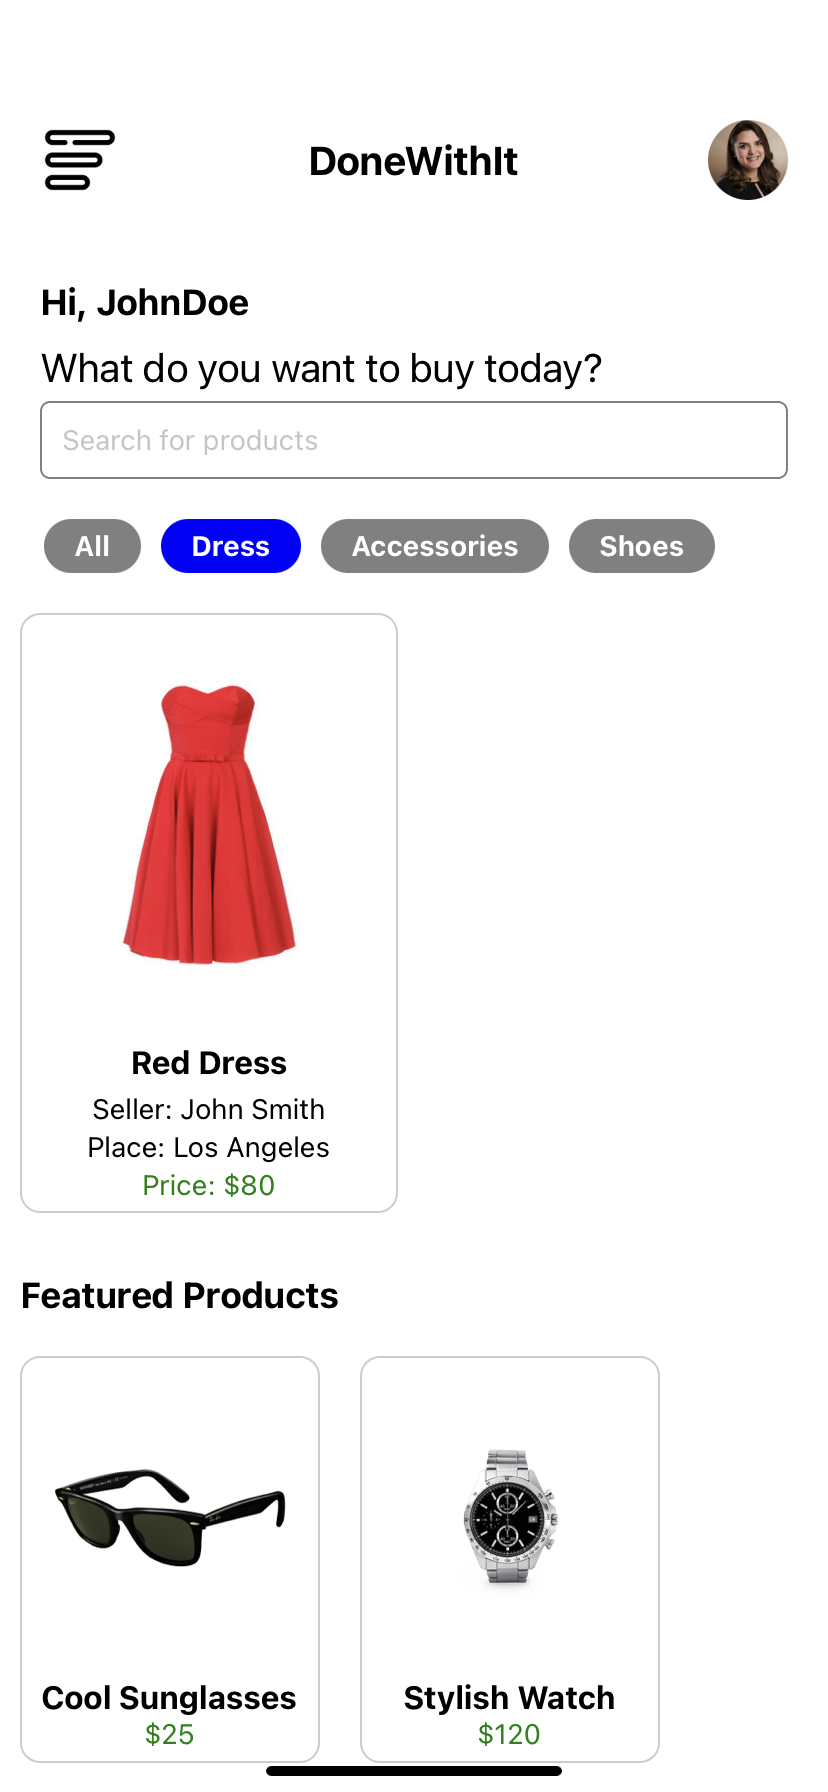 DoneWithIt
Hi, JohnDoe
What do you want to buy today?
Search for products
All Dress Accessories Shoes
Red Dress
Seller: John Smith
Place: Los Angeles
Price: $80
Featured Products
Cool Sunglasses
$25
Stylish Watch
$120